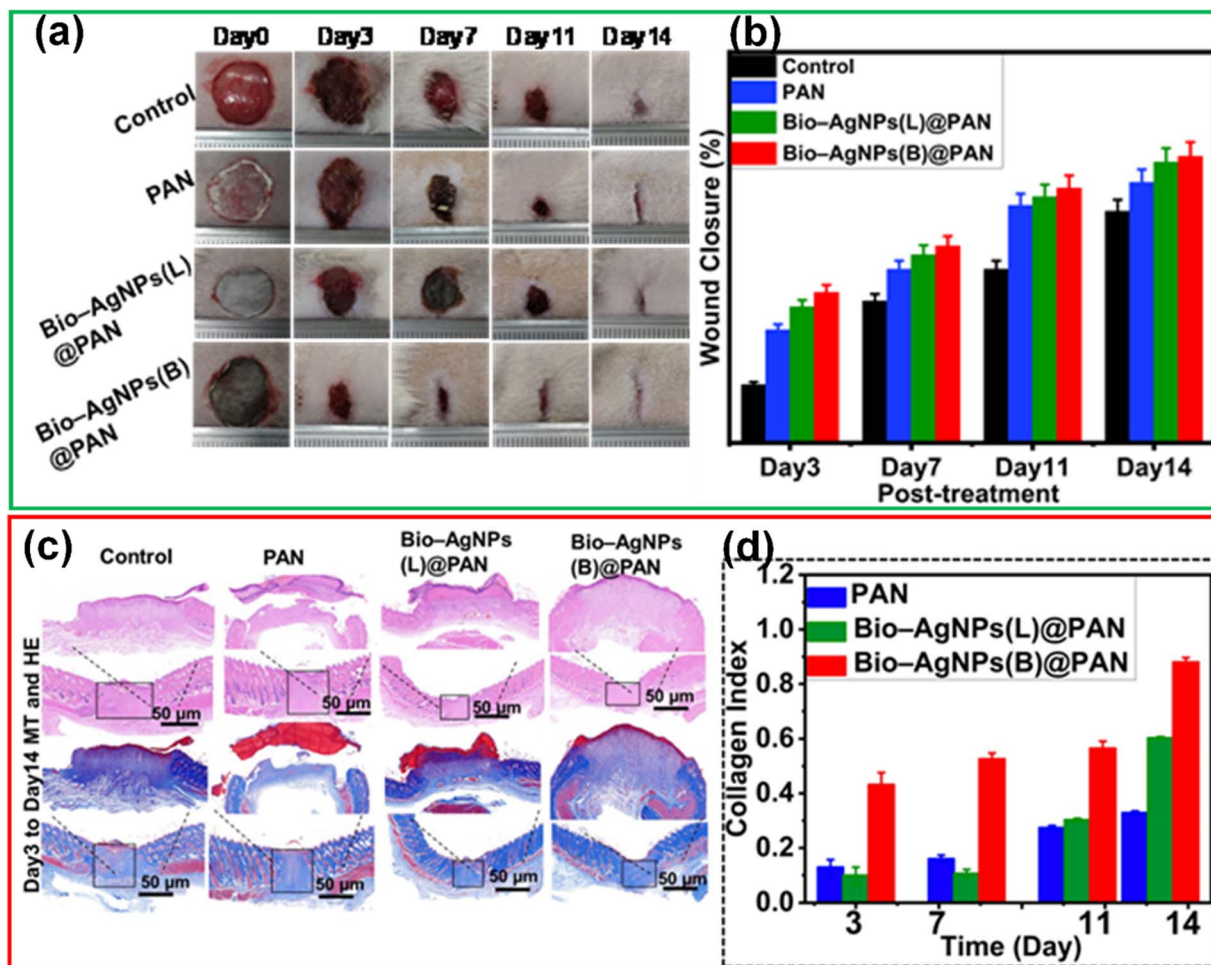 (a)
Day0 Day3 Day7 Day11 Day14
Control
PAN
Bio–AgNPs(L)
@PAN
Bio–AgNPs(B)
@PAN
(b)
Control
PAN
Bio–AgNPs(L)@PAN
Bio–AgNPs(B)@PAN
Wound Closure (%)
Day3 Day7 Day11 Day14
Post-treatment
(c)
Control
PAN
Bio–AgNPs
(L)@PAN
Bio–AgNPs
(B)@PAN
Day3 to Day14 MT and HE
50 µm 50 µm 50 µm 50 µm
50 µm 50 µm 50 µm 50 µm
(d)
PAN
Bio–AgNPs(L)@PAN
Bio–AgNPs(B)@PAN
Collagen Index
1.2
1.0
0.8
0.6
0.4
0.2
0.0
3 7 11 14
Time (Day)